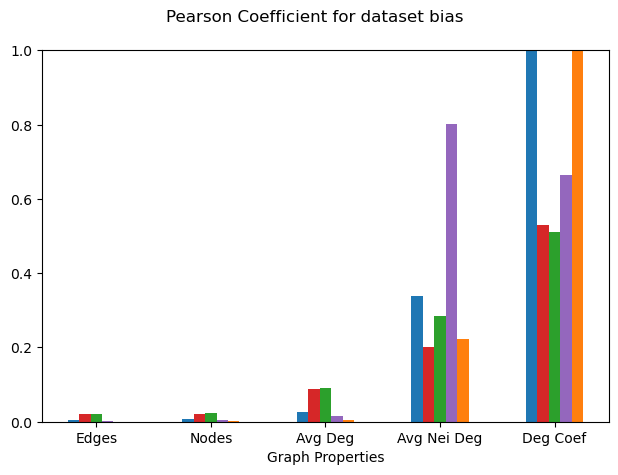 Pearson Coefficient for dataset bias
1.0
0.8
0.6
0.4
0.2
0.0
Edges Nodes Avg Deg Avg Nei Deg Deg Coef
Graph Properties